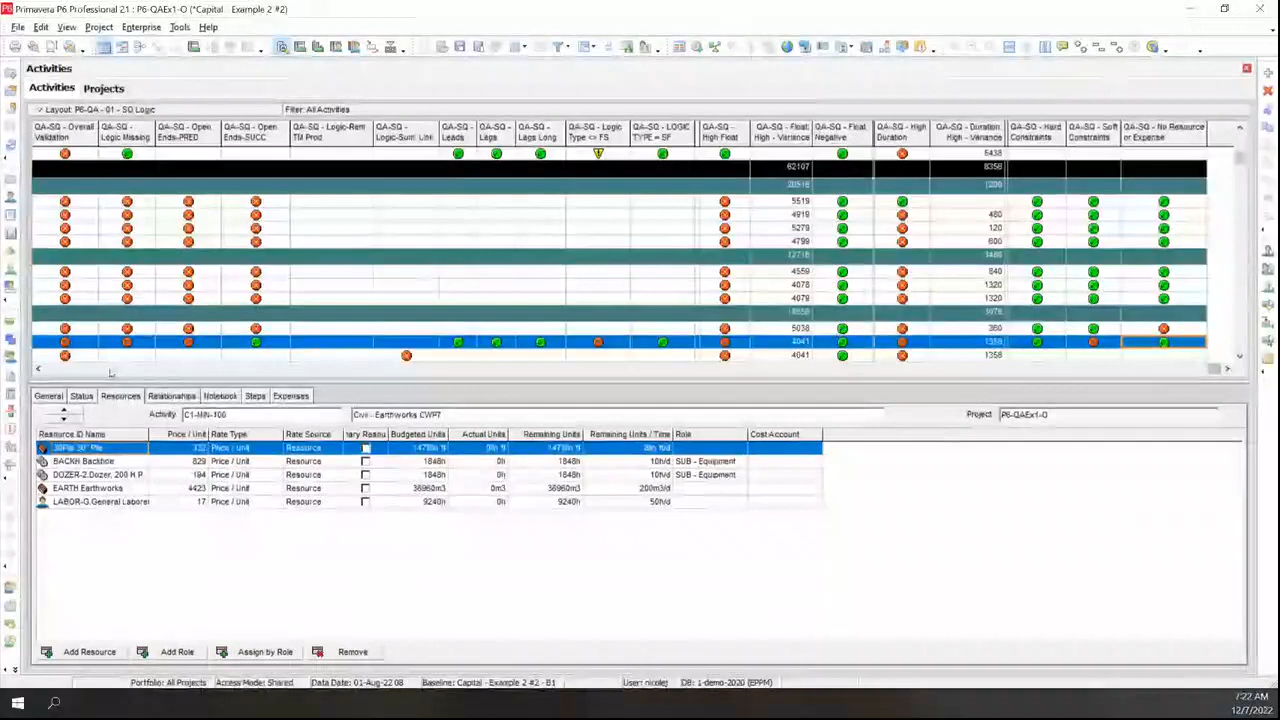 Primavera P6 Professional 21 : P6-QAEx1-O (*Capital Example 2 #2)
File Edit View Project Enterprise Tools Help
Activities
Activities Projects
Layout: P6-QA - 01 - SQ Logic Filter: All Activities
QA-SQ - Overall Validation
QA-SQ - Logic Missing
QA-SQ - Open Ends-PRED
QA-SQ - Open Ends-SUCC
QA-SQ - Logic-Rem TM Prod
QA-SQ - Logic-Sum/
QA-SQ - Leads
QA-SQ - Lags
QA-SQ - Lags Long
QA-SQ - Logic Type <> FS
QA-SQ - LOGIC TYPE = SF
QA-SQ - High Float
QA-SQ - Float High - Variance
QA-SQ - Float Negative
QA-SQ - High Duration
QA-SQ - Duration High - Variance
QA-SQ - Hard Constraints
QA-SQ - Soft Constraints
QA-SQ - No Resource or Expense
6438
62107 8358
1200
5519
4919 480
5279 120
4799 600
4559 840
4078 1320
4079 1320
5038 360
4041 1358
4041 1358
General Status Resources Relationships Notebook Steps Expenses
Activity C1-MN-100 Civil - Earthworks CWP7 Project P6-QAEx1-O
Resource ID Name Price / Unit Rate Type Rate Source Budgeted Units Actual Units Remaining Units Remaining Units / Time Role Cost Account
332 Price / Unit Resource
BACKH Backhoe 829 Price / Unit Resource 1848h 0h 1848h 10h/d SUB - Equipment
DOZER-2.Dozer, 200 H.P 194 Price / Unit Resource 1848h 0h 1848h 10h/d SUB - Equipment
EARTH Earthworks 4423 Price / Unit Resource 36960m3 0m3 36960m3 200m3/d
LABOR-G.General Laborer 17 Price / Unit Resource 9240h 0h 9240h 50h/d
Add Resource Add Role Assign by Role Remove
Portfolio: All Projects Access Mode: Shared Data Date: 01-Aug-22 08 Baseline: Capital - Example 2 #2 - B1 User: nicolej DB: 1-demo-2020 (EPPM)
7:22 AM
12/7/2022